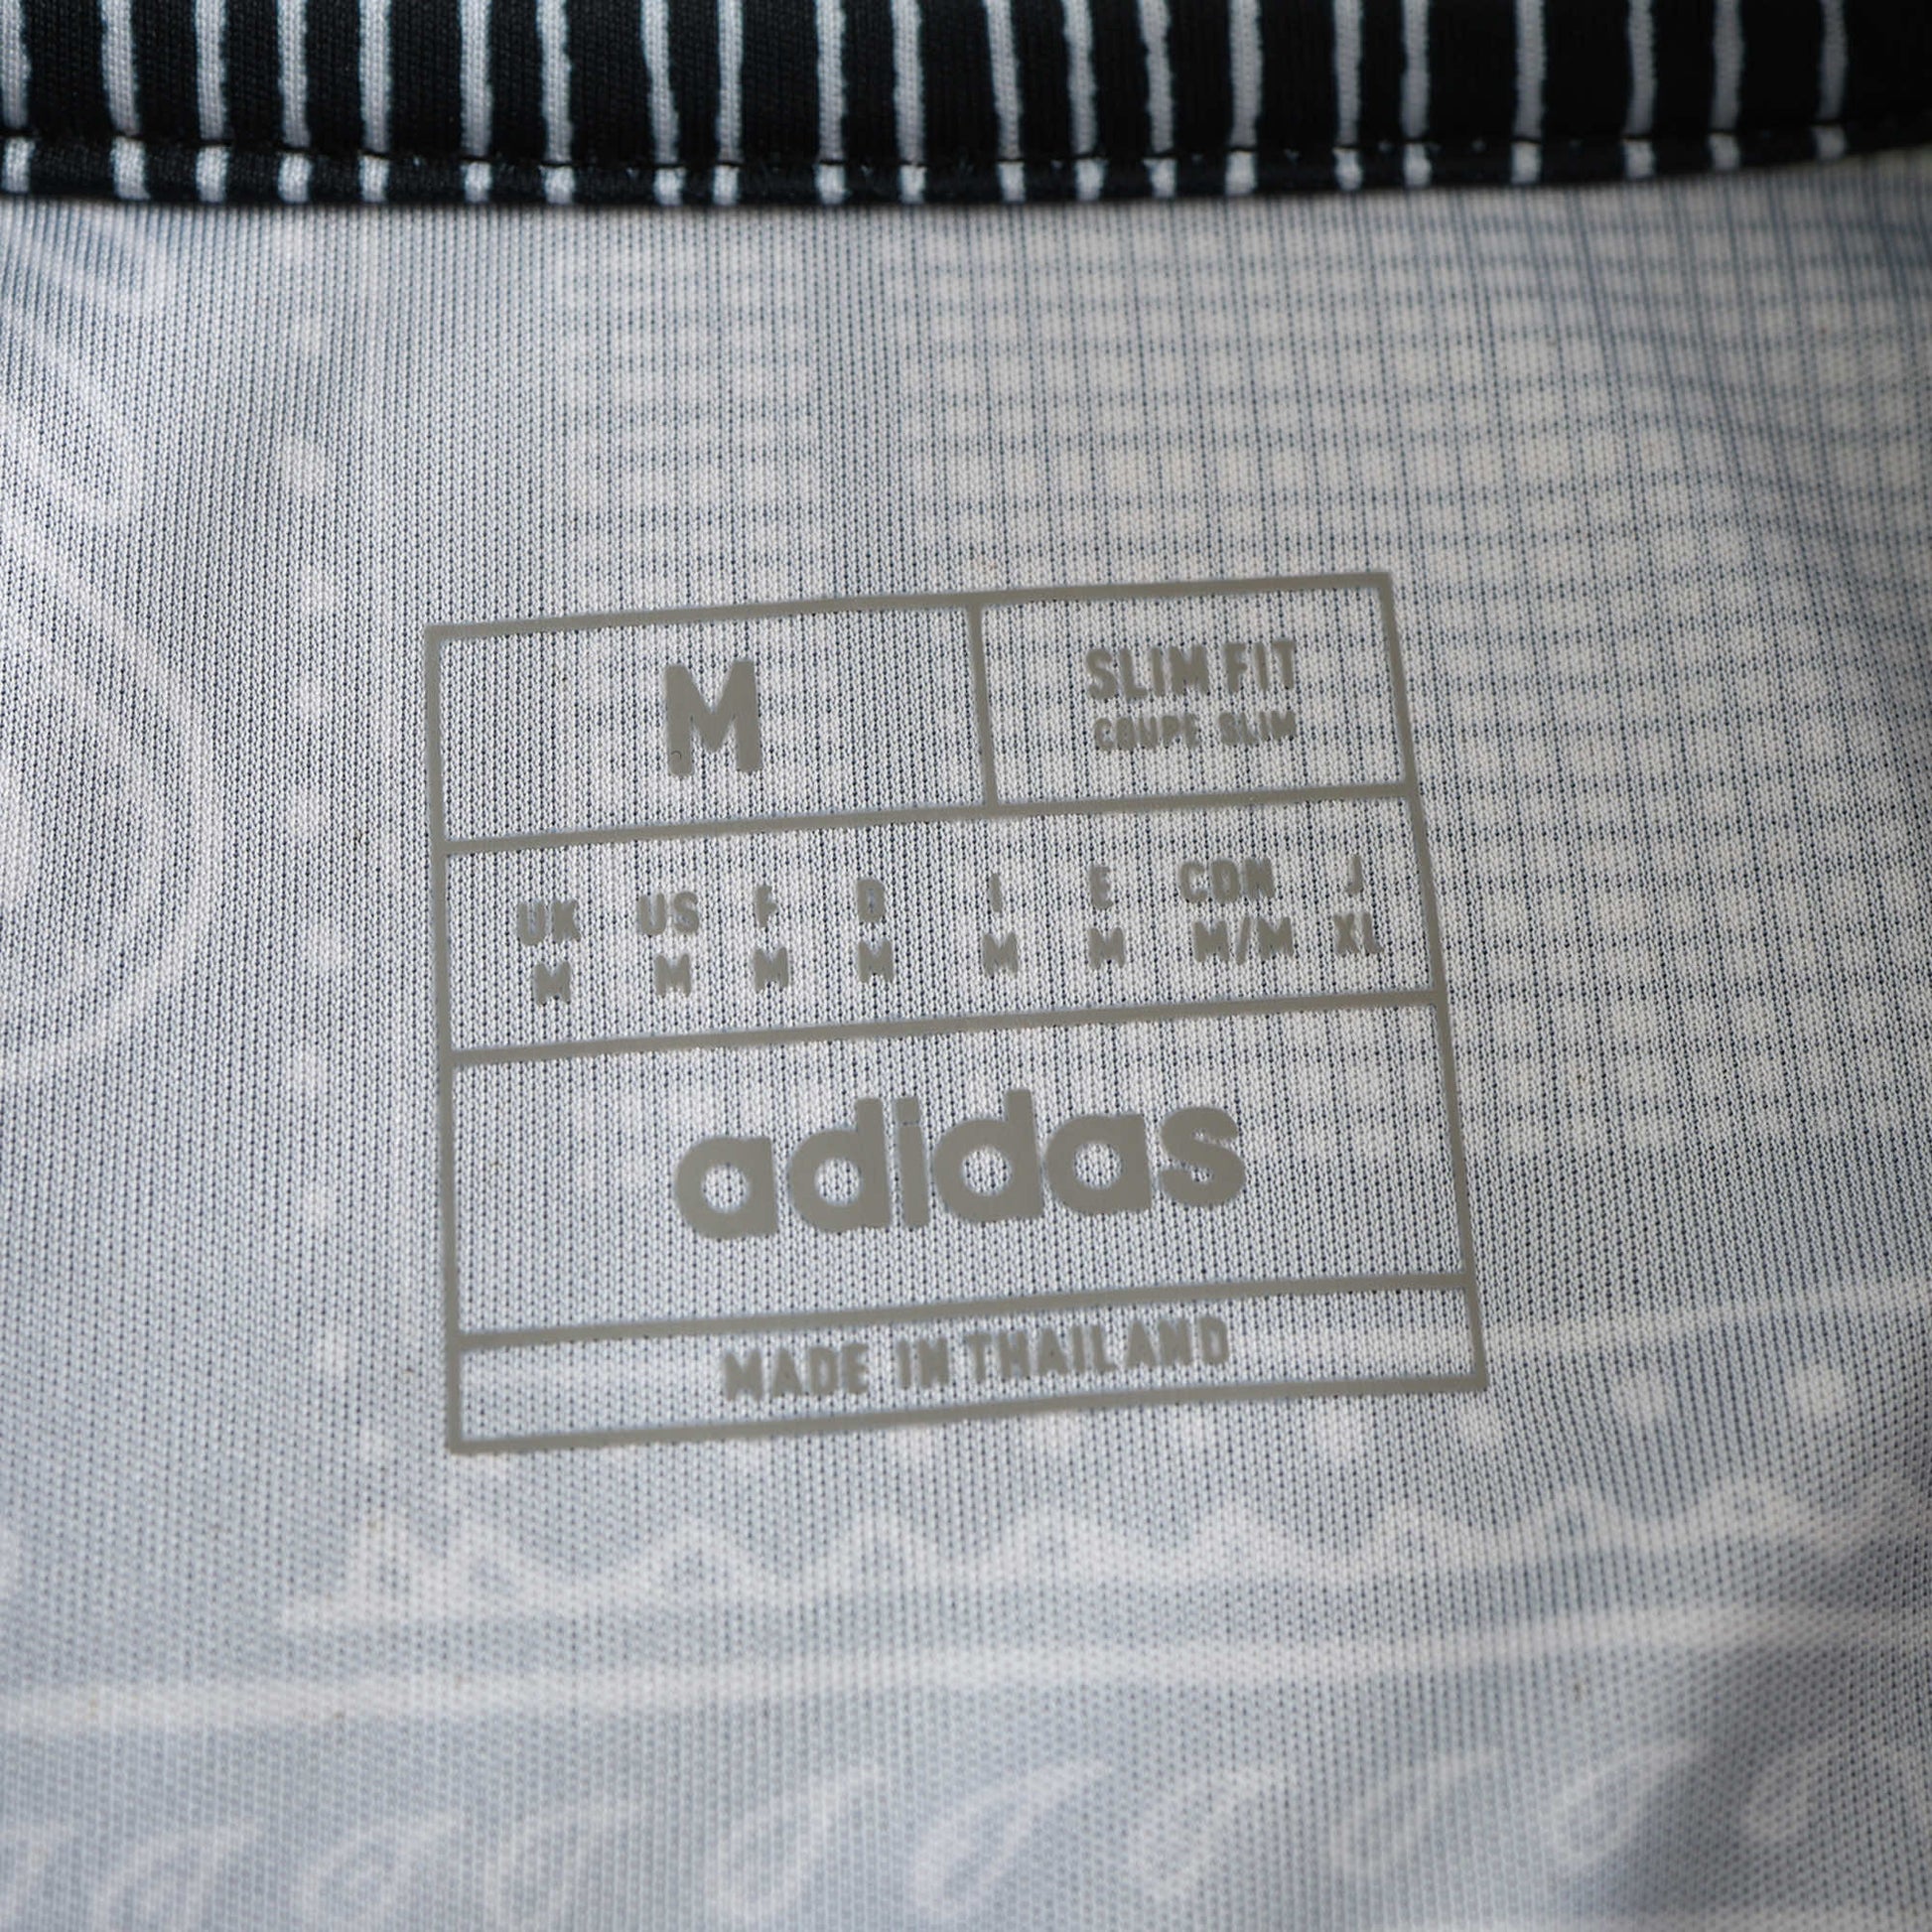 M
SLIM FIT
COUPE SLIM
UK US F D I E CDN J
M M M M M M M/M XL
adidas
MADE IN THAILAND